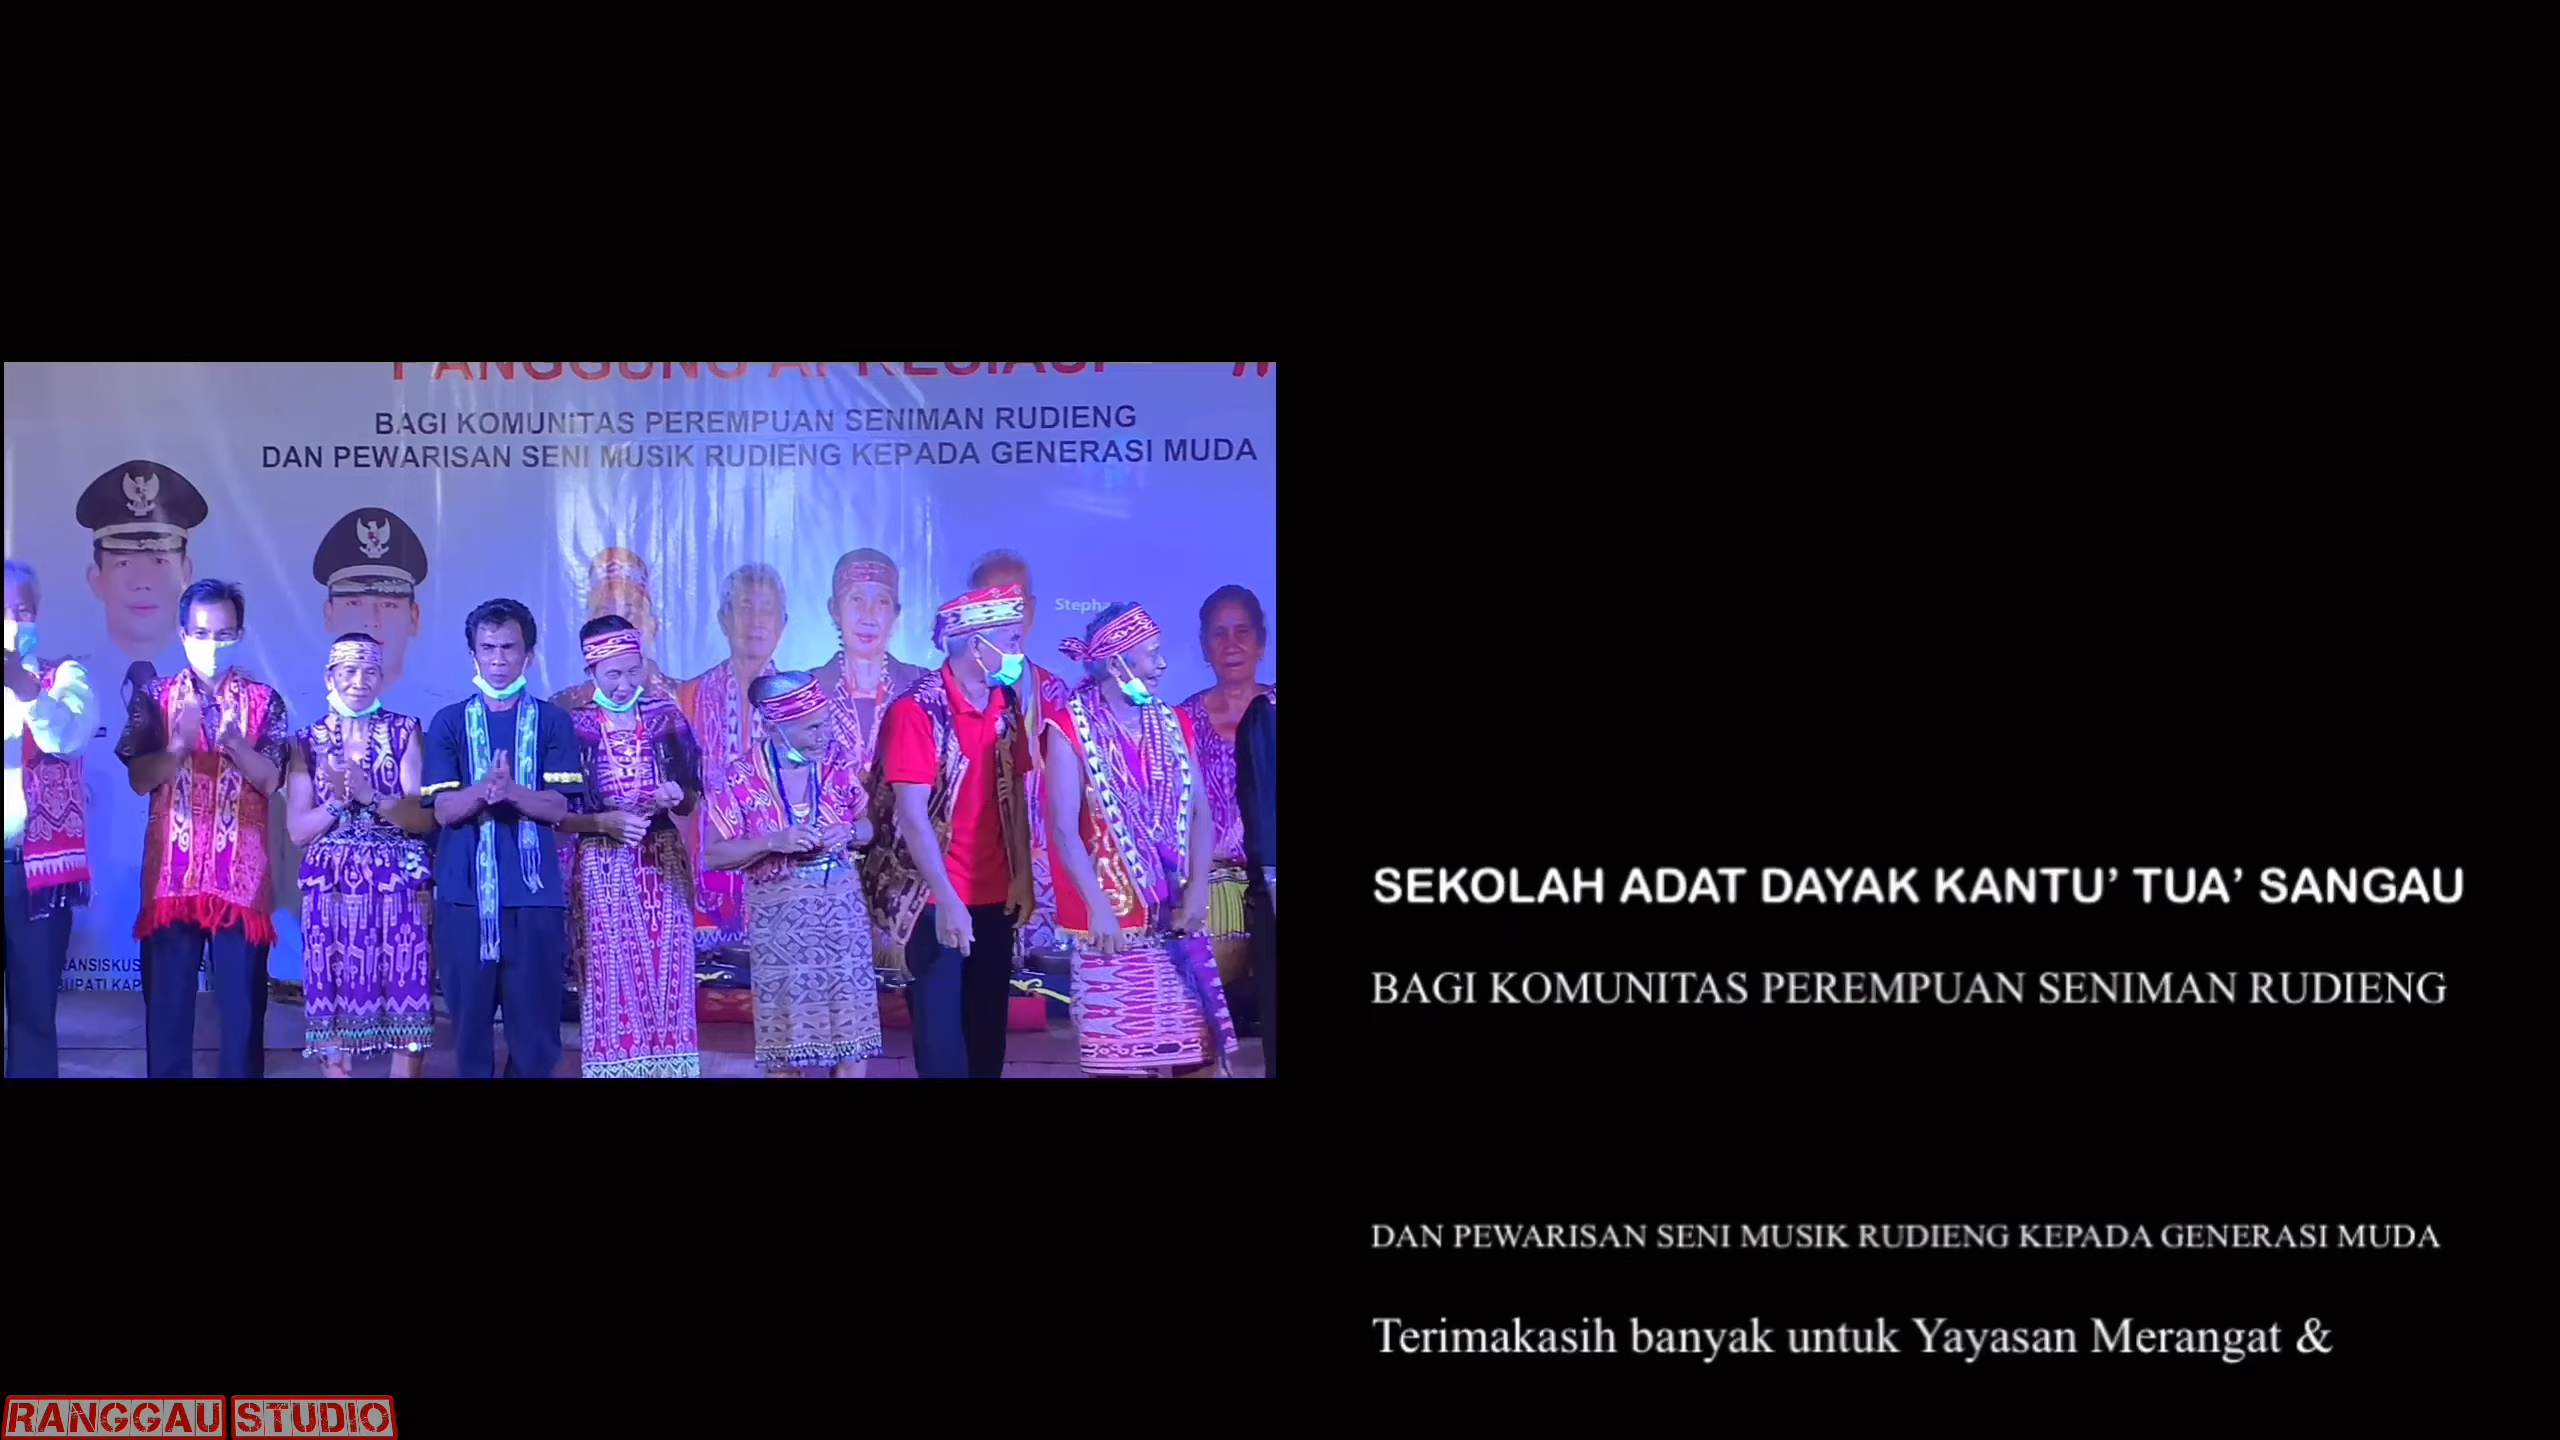 PANGGUNG APRESIASI
BAGI KOMUNITAS PEREMPUAN SENIMAN RUDIENG
DAN PEWARISAN SENI MUSIK RUDIENG KEPADA GENERASI MUDA
SEKOLAH ADAT DAYAK KANTU’ TUA’ SANGAU
BAGI KOMUNITAS PEREMPUAN SENIMAN RUDIENG
DAN PEWARISAN SENI MUSIK RUDIENG KEPADA GENERASI MUDA
Terimakasih banyak untuk Yayasan Merangat &
RANGGAU STUDIO